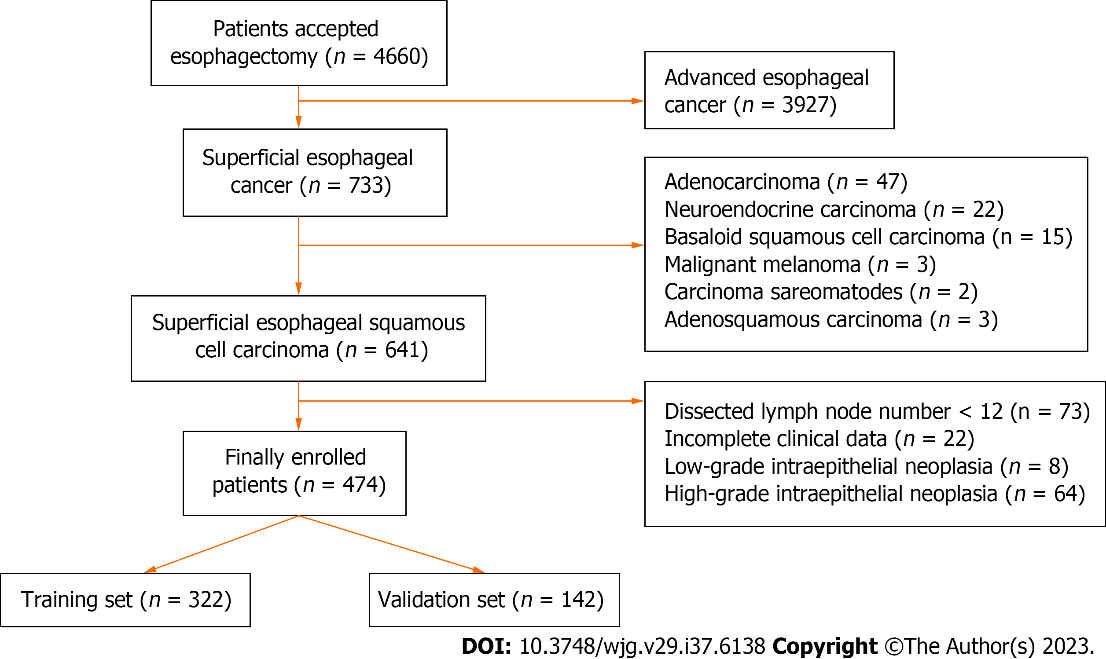 Patients accepted
esophagectomy (n = 4660)
Advanced esophageal
cancer (n = 3927)
Superficial esophageal
cancer (n = 733)
Adenocarcinoma (n = 47)
Neuroendocrine carcinoma (n = 22)
Basaloid squamous cell carcinoma (n = 15)
Malignant melanoma (n = 3)
Carcinoma sareomatodes (n = 2)
Adenosquamous carcinoma (n = 3)
Superficial esophageal squamous
cell carcinoma (n = 641)
Dissected lymph node number < 12 (n = 73)
Incomplete clinical data (n = 22)
Low-grade intraepithelial neoplasia (n = 8)
High-grade intraepithelial neoplasia (n = 64)
Finally enrolled
patients (n = 474)
Training set (n = 322)
Validation set (n = 142)
DOI: 10.3748/wjg.v29.i37.6138 Copyright ©The Author(s) 2023.